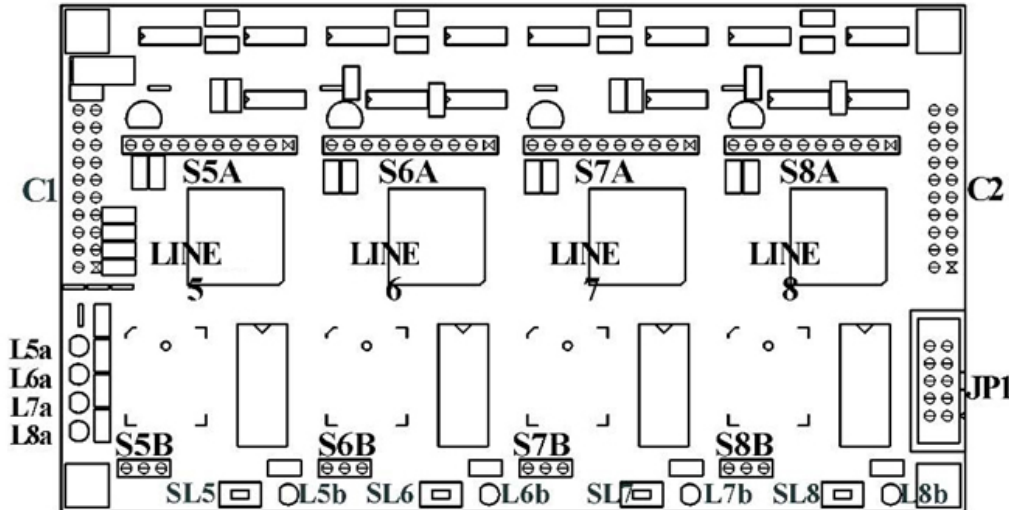 S5A S6A S7A S8A
C1 C2
LINE LINE LINE LINE
5 6 7 8
L5a
L6a JP1
L7a
L8a
S5B S6B S7B S8B
SL5 L5b SL6 L6b SL7 L7b SL8 L8b